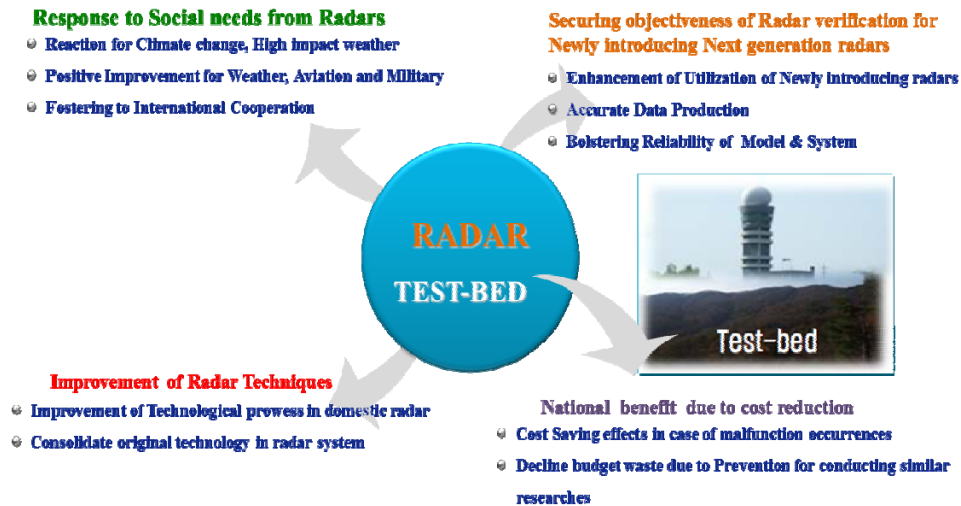 Response to Social needs from Radars
Reaction for Climate change, High impact weather
Positive Improvement for Weather, Aviation and Military
Fostering to International Cooperation
Securing objectiveness of Radar verification for
Newly introducing Next generation radars
Enhancement of Utilization of Newly introducing radars
Accurate Data Production
Bolstering Reliability of Model & System
RADAR
TEST-BED
Test-bed
Improvement of Radar Techniques
Improvement of Technological prowess in domestic radar
Consolidate original technology in radar system
National benefit due to cost reduction
Cost Saving effects in case of malfunction occurrences
Decline budget waste due to Prevention for conducting similar
researches